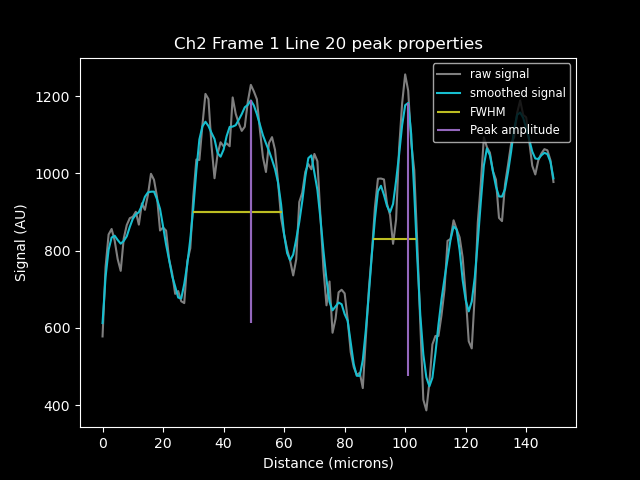 Ch2 Frame 1 Line 20 peak properties
raw signal
smoothed signal
FWHM
Peak amplitude
Signal (AU)
1200
1000
800
600
400
0 20 40 60 80 100 120 140
Distance (microns)